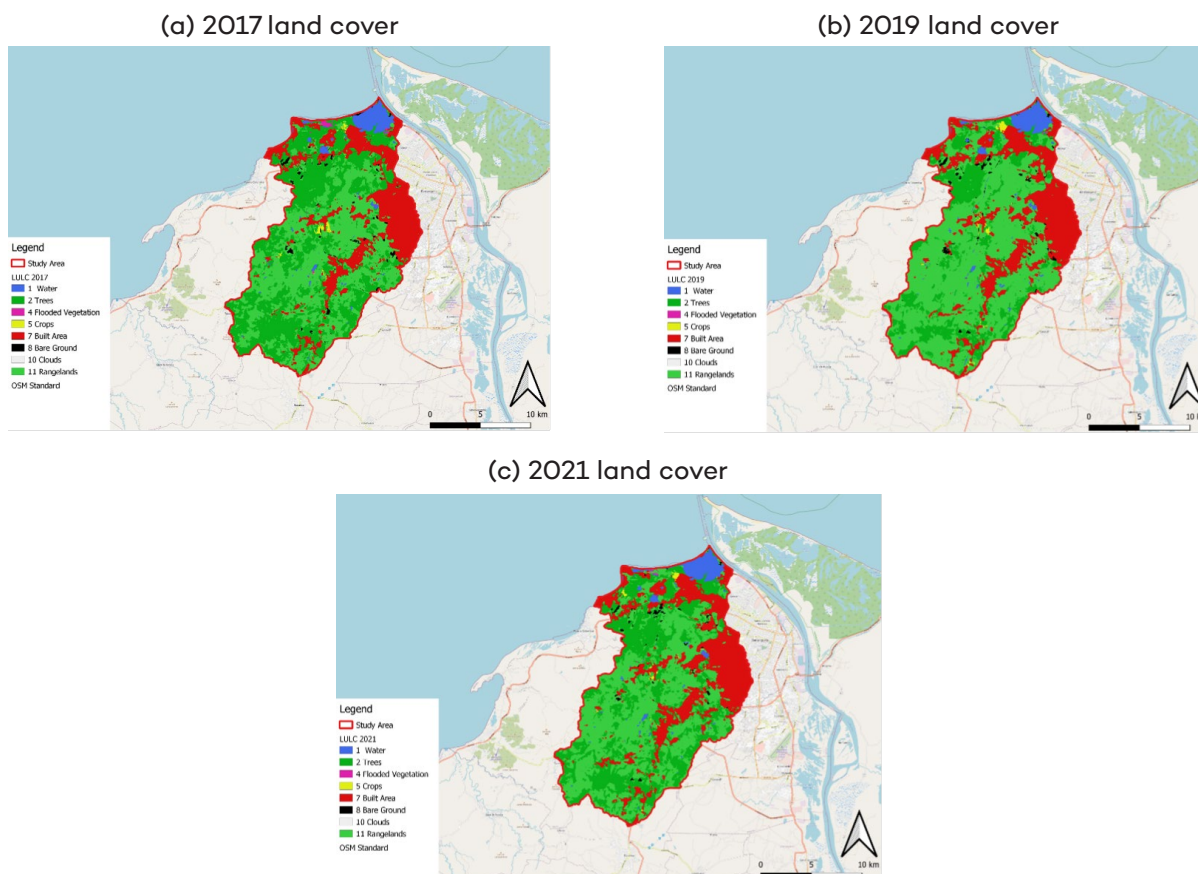 (a) 2017 land cover
Legend
Study Area
LULC 2017
1 Water
2 Trees
4 Flooded Vegetation
5 Crops
7 Built Area
8 Bare Ground
10 Clouds
11 Rangelands
OSM Standard
0 5 10 km
(b) 2019 land cover
Legend
Study Area
LULC 2019
1 Water
2 Trees
4 Flooded Vegetation
5 Crops
7 Built Area
8 Bare Ground
10 Clouds
11 Rangelands
OSM Standard
0 5 10 k
(c) 2021 land cover
Legend
Study Area
LULC 2021
1 Water
2 Trees
4 Flooded Vegetation
5 Crops
7 Built Area
8 Bare Ground
10 Clouds
11 Rangelands
OSM Standard
0 5 10 km